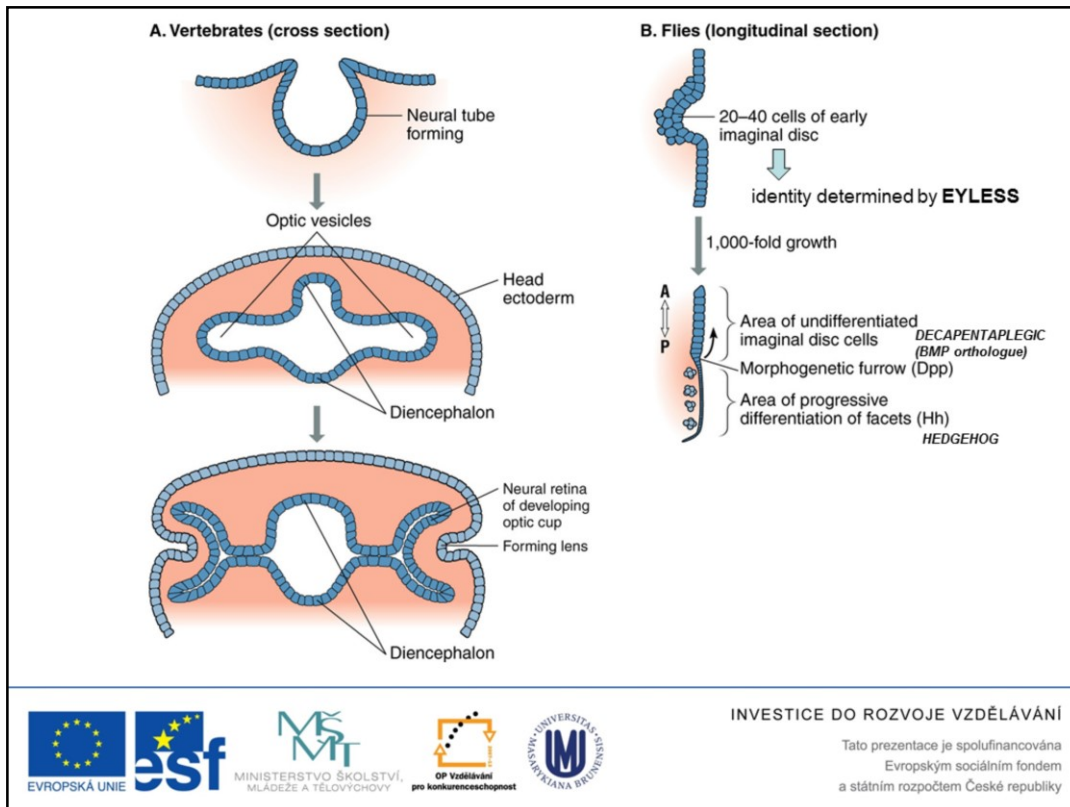 A. Vertebrates (cross section)
Neural tube
forming
Optic vesicles
Head
ectoderm
Diencephalon
Neural retina
of developing
optic cup
Forming lens
Diencephalon
B. Flies (longitudinal section)
20–40 cells of early
imaginal disc
identity determined by EYLESS
1,000-fold growth
A
P
Area of undifferentiated
imaginal disc cells
DECAPENTAPLEGIC
(BMP orthologue)
Morphogenetic furrow (Dpp)
Area of progressive
differentiation of facets (Hh)
HEDGEHOG
EVROPSKÁ UNIE
esf
MŠMT
MINISTERSTVO ŠKOLSTVÍ,
MLÁDEŽE A TĚLOVÝCHOVY
OP Vzdělávání
pro konkurenceschopnost
UNIVERSITAS
MASARYKIANA BRUNENSIS
INVESTICE DO ROZVOJE VZDĚLÁVÁNÍ
Tato prezentace je spolufinancována
Evropským sociálním fondem
a státním rozpočtem České republiky